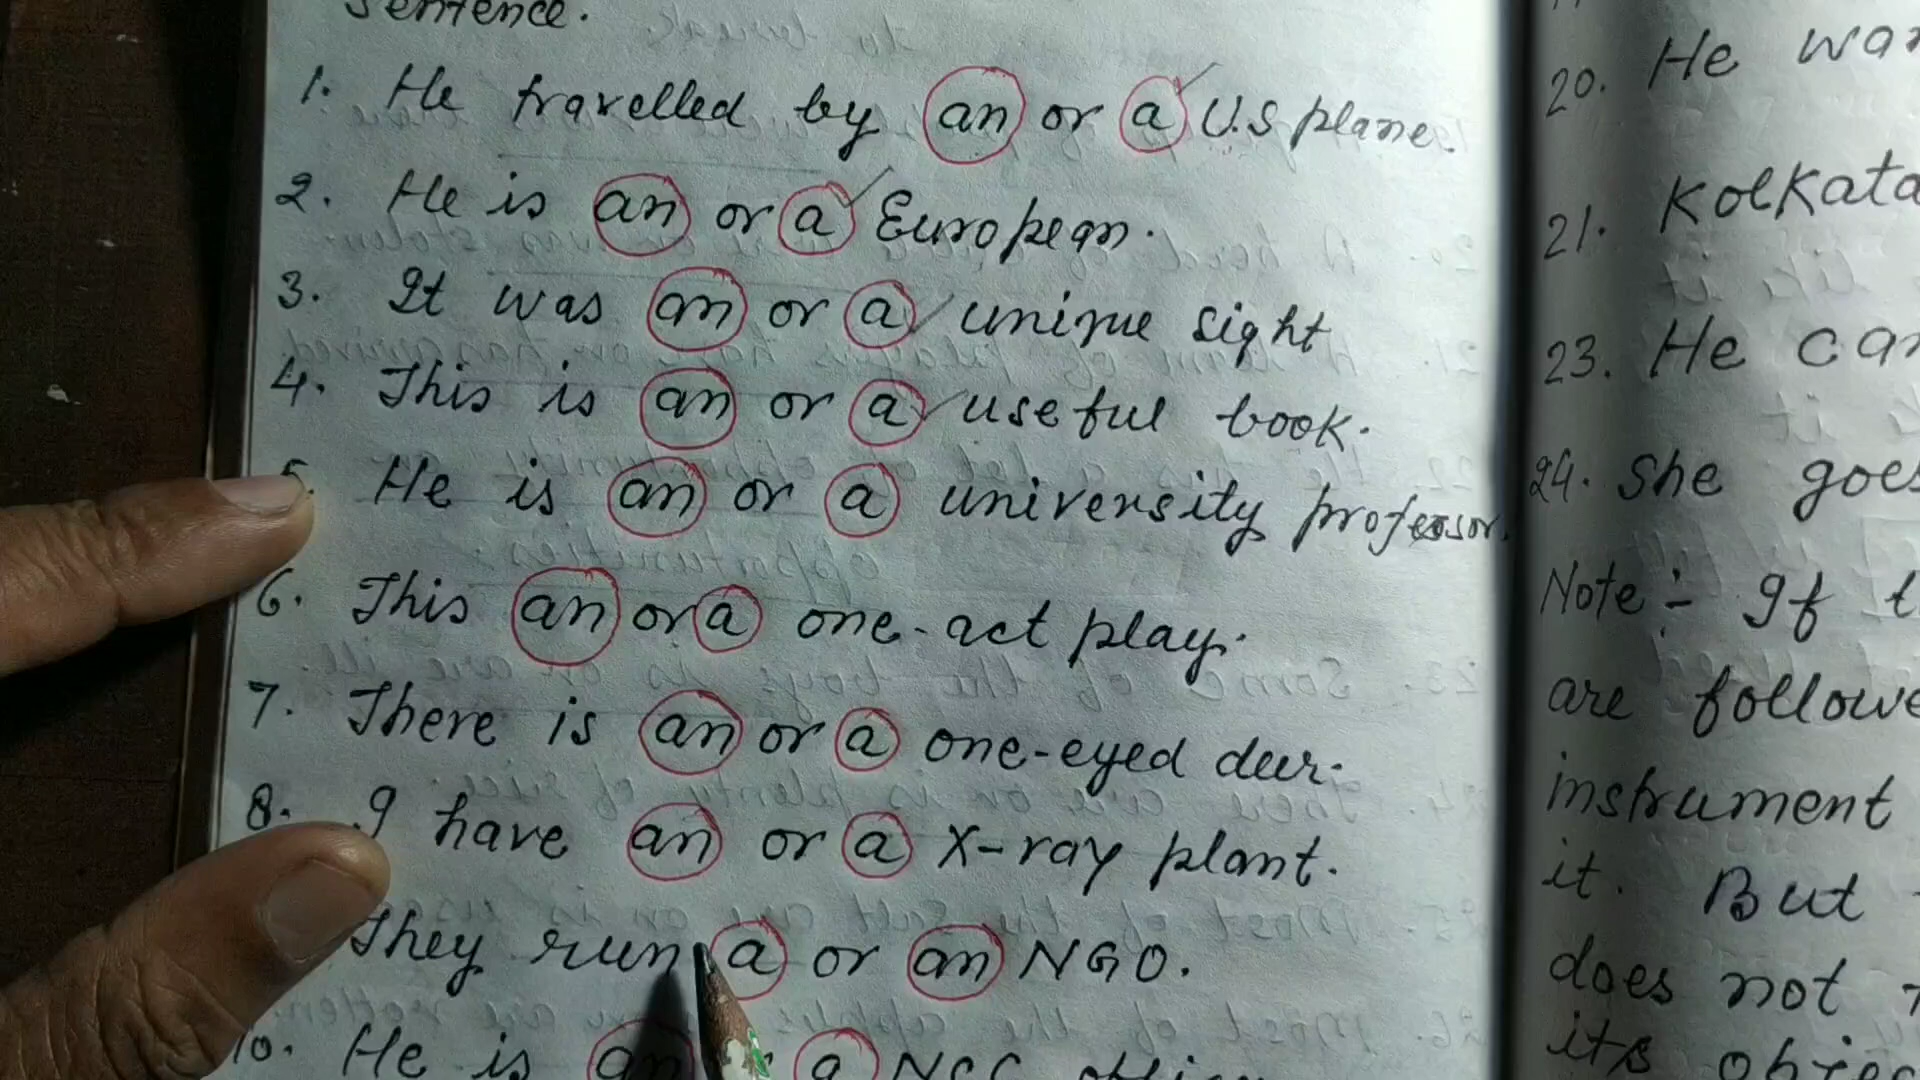 sentence.
1. He travelled by an or a U.S plane.
2. He is an or a European.
3. It was an or a unique sight
4. This is an or a useful book.
5. He is an or a university professor.
6. This an or a one-act play.
7. There is an or a one-eyed deer.
8. I have an or a X-ray plant.
They run a or an NGO.
10. He is an a NCC
20. He
21. Kolkata
23. He
24. She goes
Note:- If
are
instrument
it. But
does not
its